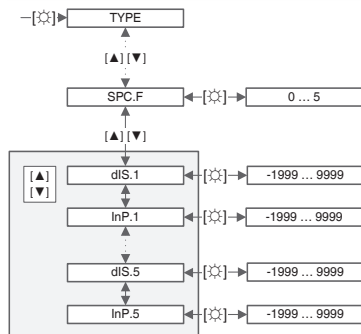 [☼] TYPE
[▲] [▼]
SPC.F [☼] 0 ... 5
[▲] [▼]
[▲] dIS.1 [☼] -1999 ... 9999
[▼]
InP.1 [☼] -1999 ... 9999
dIS.5 [☼] -1999 ... 9999
InP.5 [☼] -1999 ... 9999